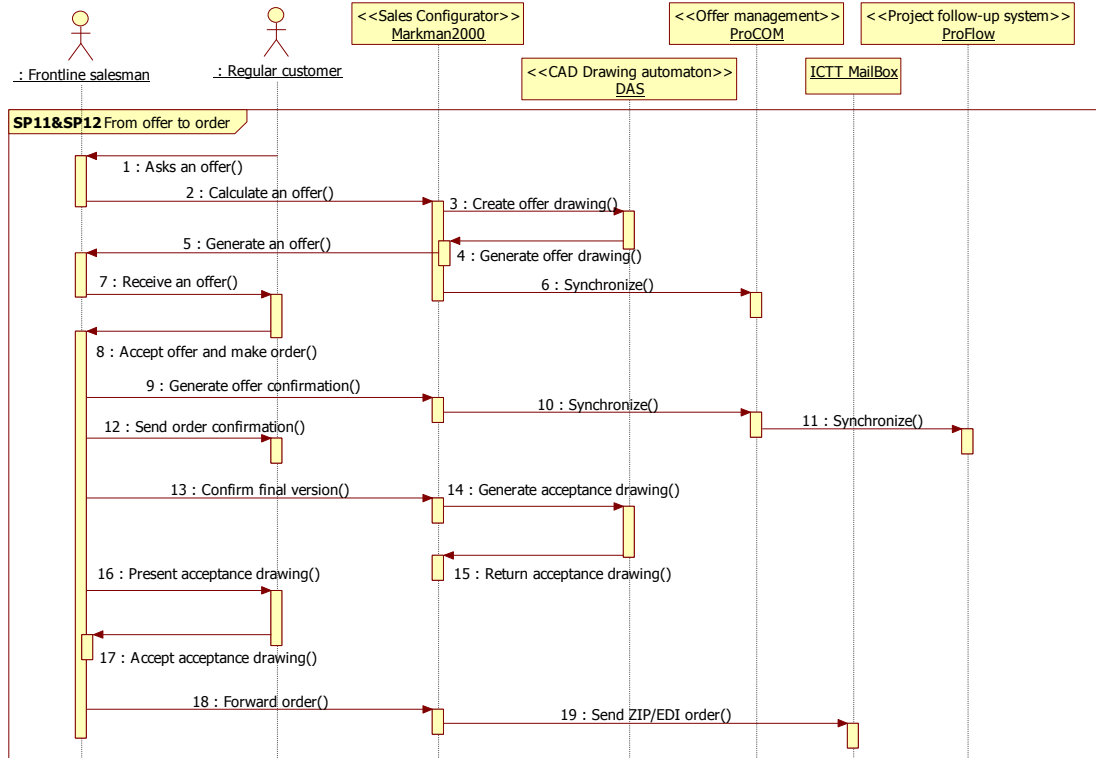 <<Sales Configurator>>
Markman2000
<<Offer management>>
ProCOM
<<Project follow-up system>>
ProFlow
: Frontline salesman
: Regular customer
<<CAD Drawing automaton>>
DAS
ICTT MailBox
SP11&SP12 From offer to order
1 : Asks an offer()
2 : Calculate an offer()
3 : Create offer drawing()
4 : Generate offer drawing()
5 : Generate an offer()
6 : Synchronize()
7 : Receive an offer()
8 : Accept offer and make order()
9 : Generate offer confirmation()
10 : Synchronize()
11 : Synchronize()
12 : Send order confirmation()
13 : Confirm final version()
14 : Generate acceptance drawing()
15 : Return acceptance drawing()
16 : Present acceptance drawing()
17 : Accept acceptance drawing()
18 : Forward order()
19 : Send ZIP/EDI order()